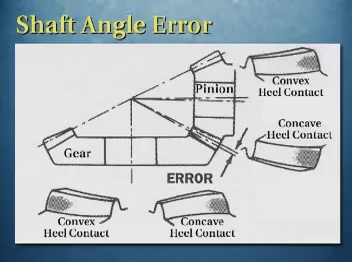 Shaft Angle Error
Pinion
Convex
Heel Contact
Concave
Heel Contact
Gear
ERROR
Convex
Heel Contact
Concave
Heel Contact